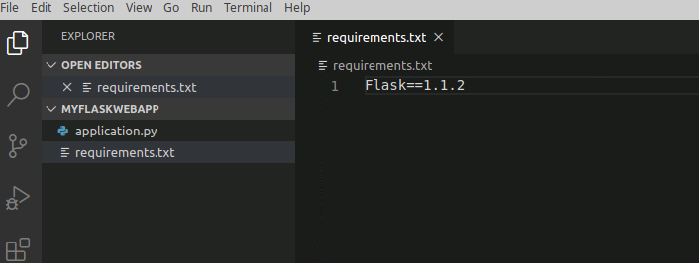 File Edit Selection View Go Run Terminal Help
EXPLORER
OPEN EDITORS
requirements.txt
MYFLASKWEBAPP
application.py
requirements.txt
requirements.txt
requirements.txt
1 Flask==1.1.2